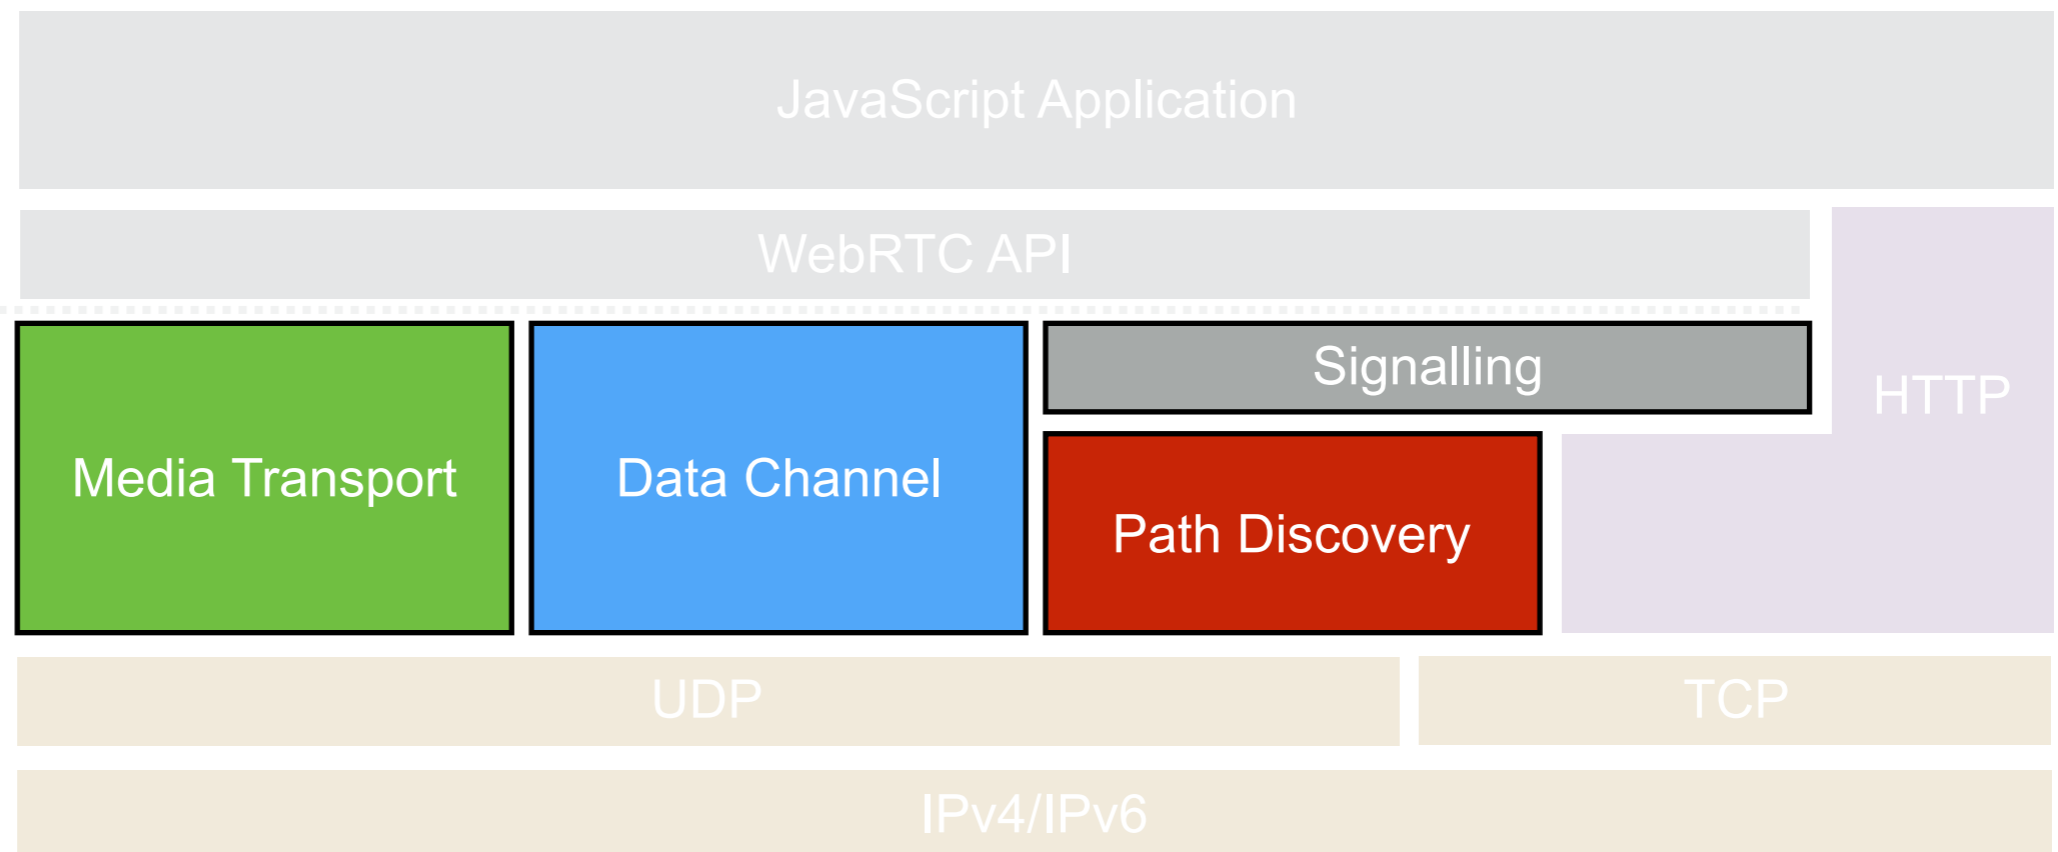 JavaScript Application
WebRTC API
Signalling
HTTP
Media Transport
Data Channel
Path Discovery
UDP
TCP
IPv4/IPv6